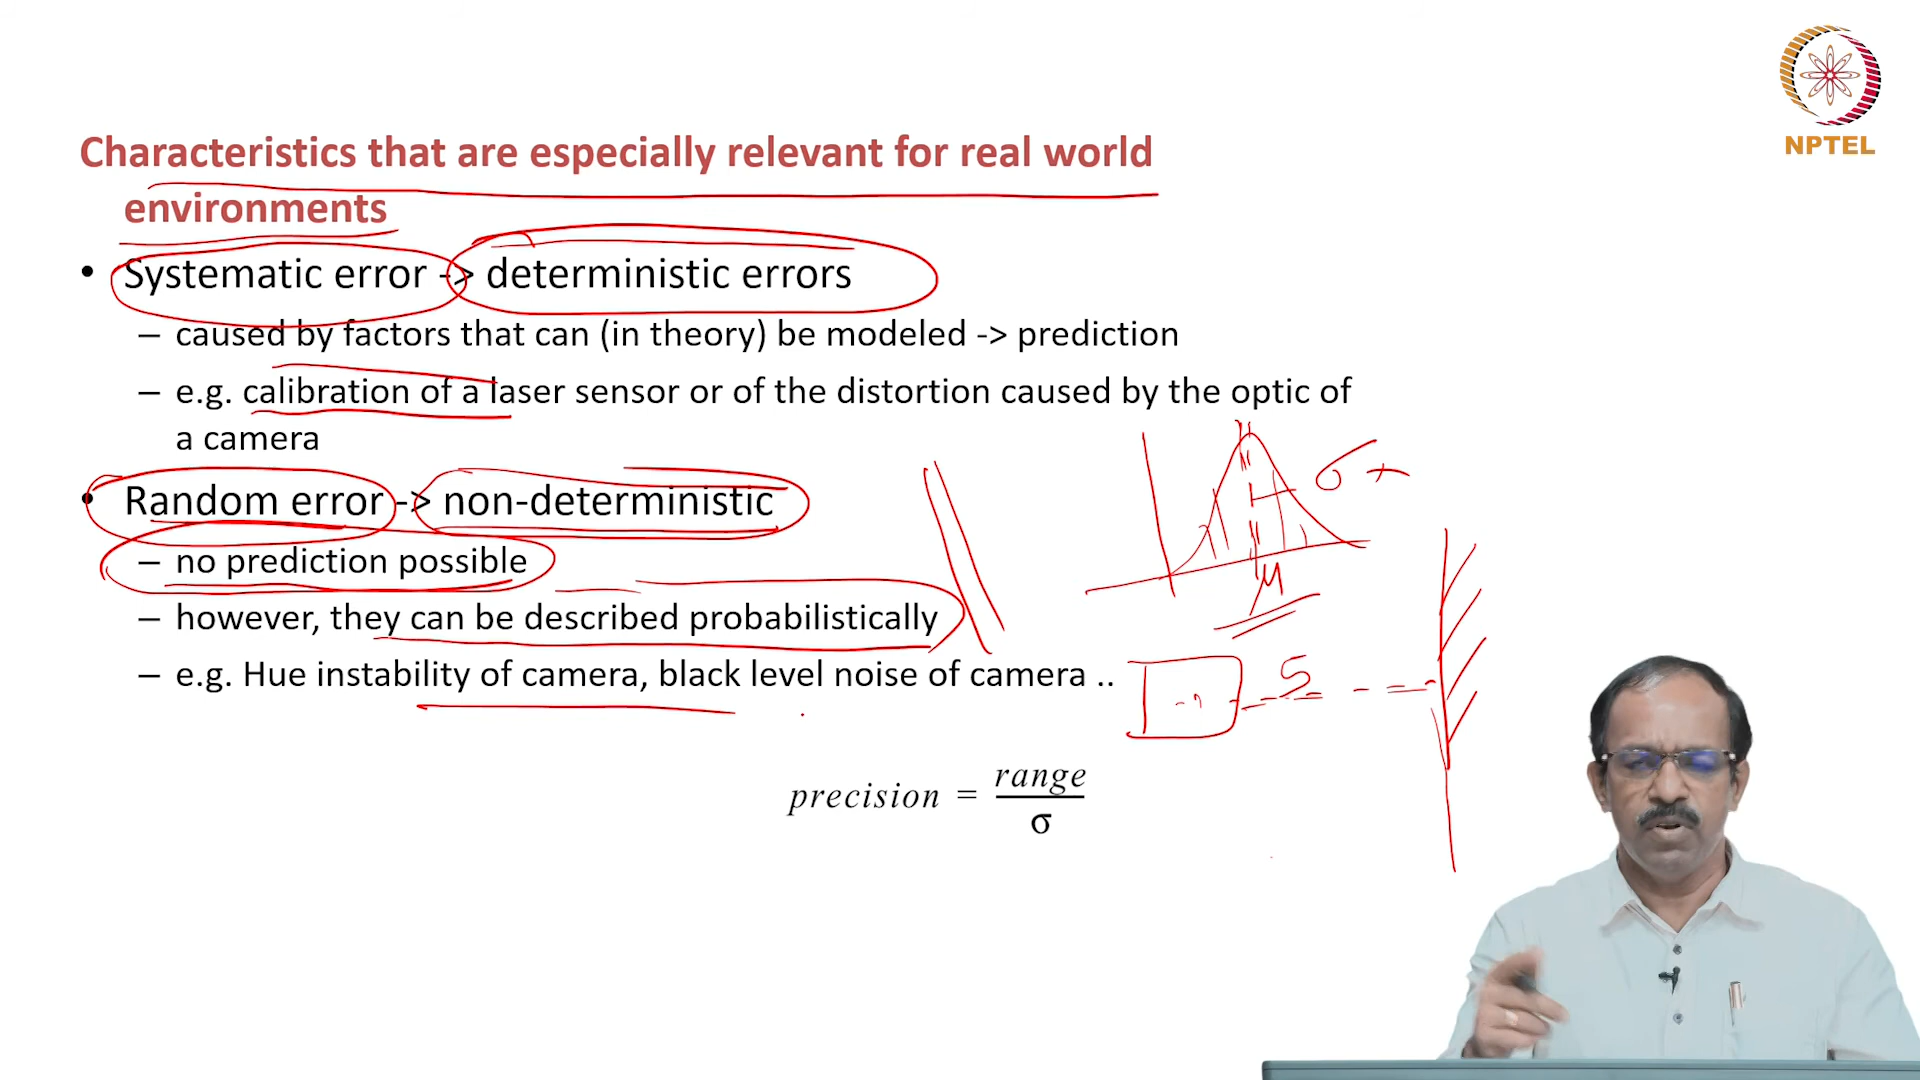 NPTEL
Characteristics that are especially relevant for real world
environments
• Systematic error -> deterministic errors
– caused by factors that can (in theory) be modeled -> prediction
– e.g. calibration of a laser sensor or of the distortion caused by the optic of
a camera
• Random error -> non-deterministic
– no prediction possible
– however, they can be described probabilistically
– e.g. Hue instability of camera, black level noise of camera ..
σ
μ
5
precision = range
σ